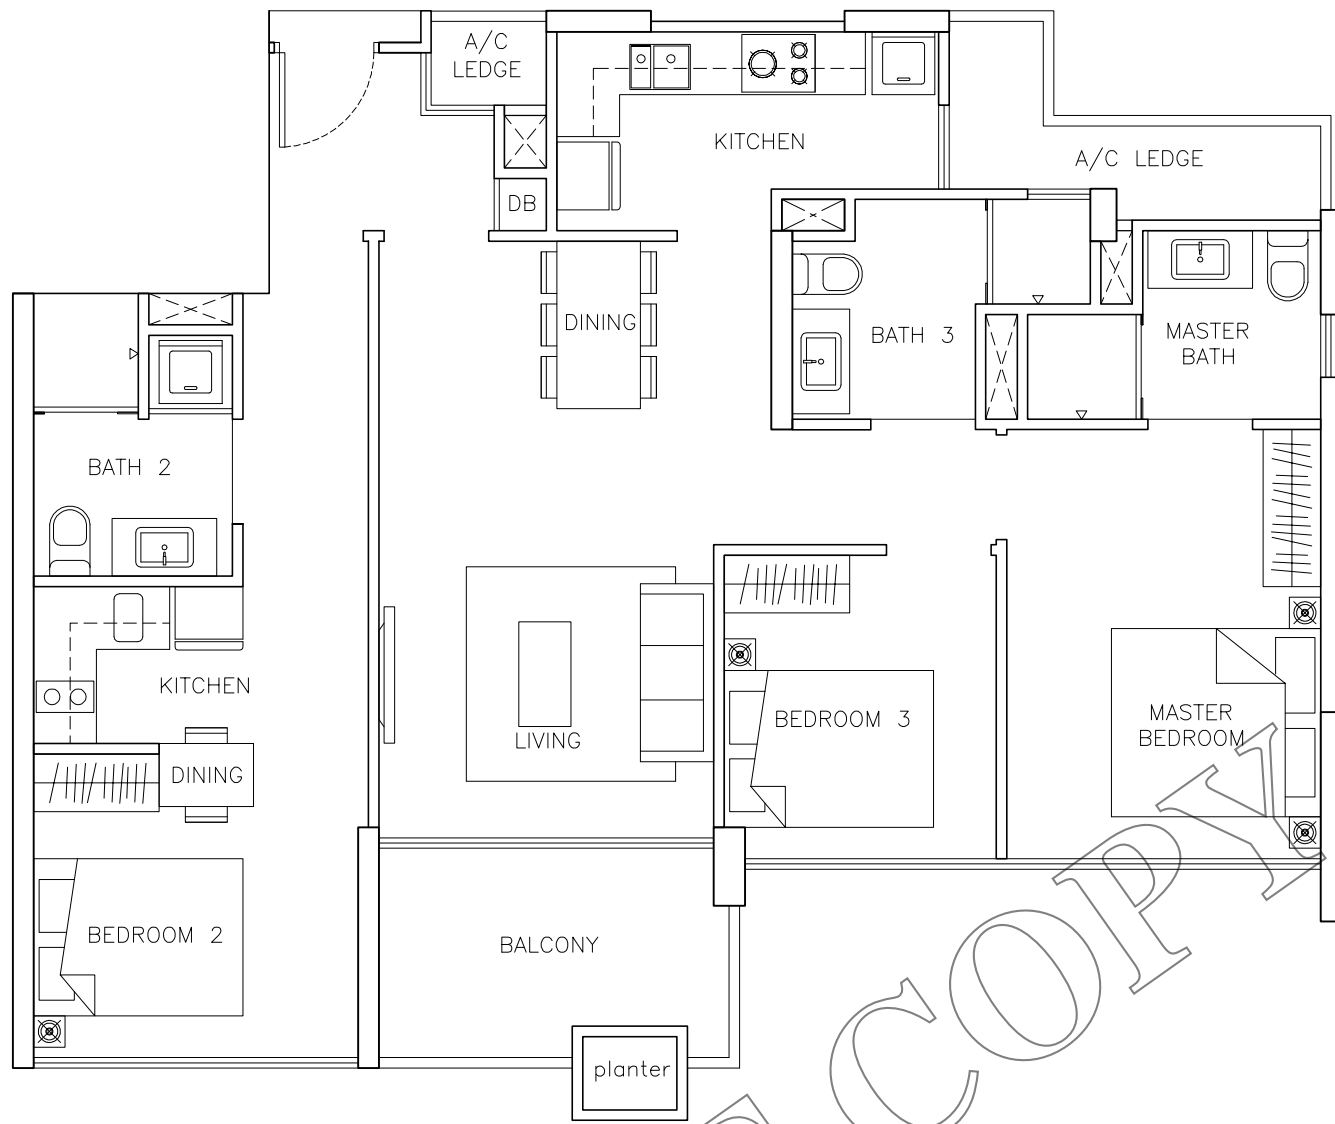 A/C
LEDGE
KITCHEN
A/C LEDGE
DB
DINING
BATH 3
MASTER
BATH
BATH 2
KITCHEN
LIVING
BEDROOM 3
MASTER
BEDROOM
DINING
BEDROOM 2
BALCONY
planter
COPY